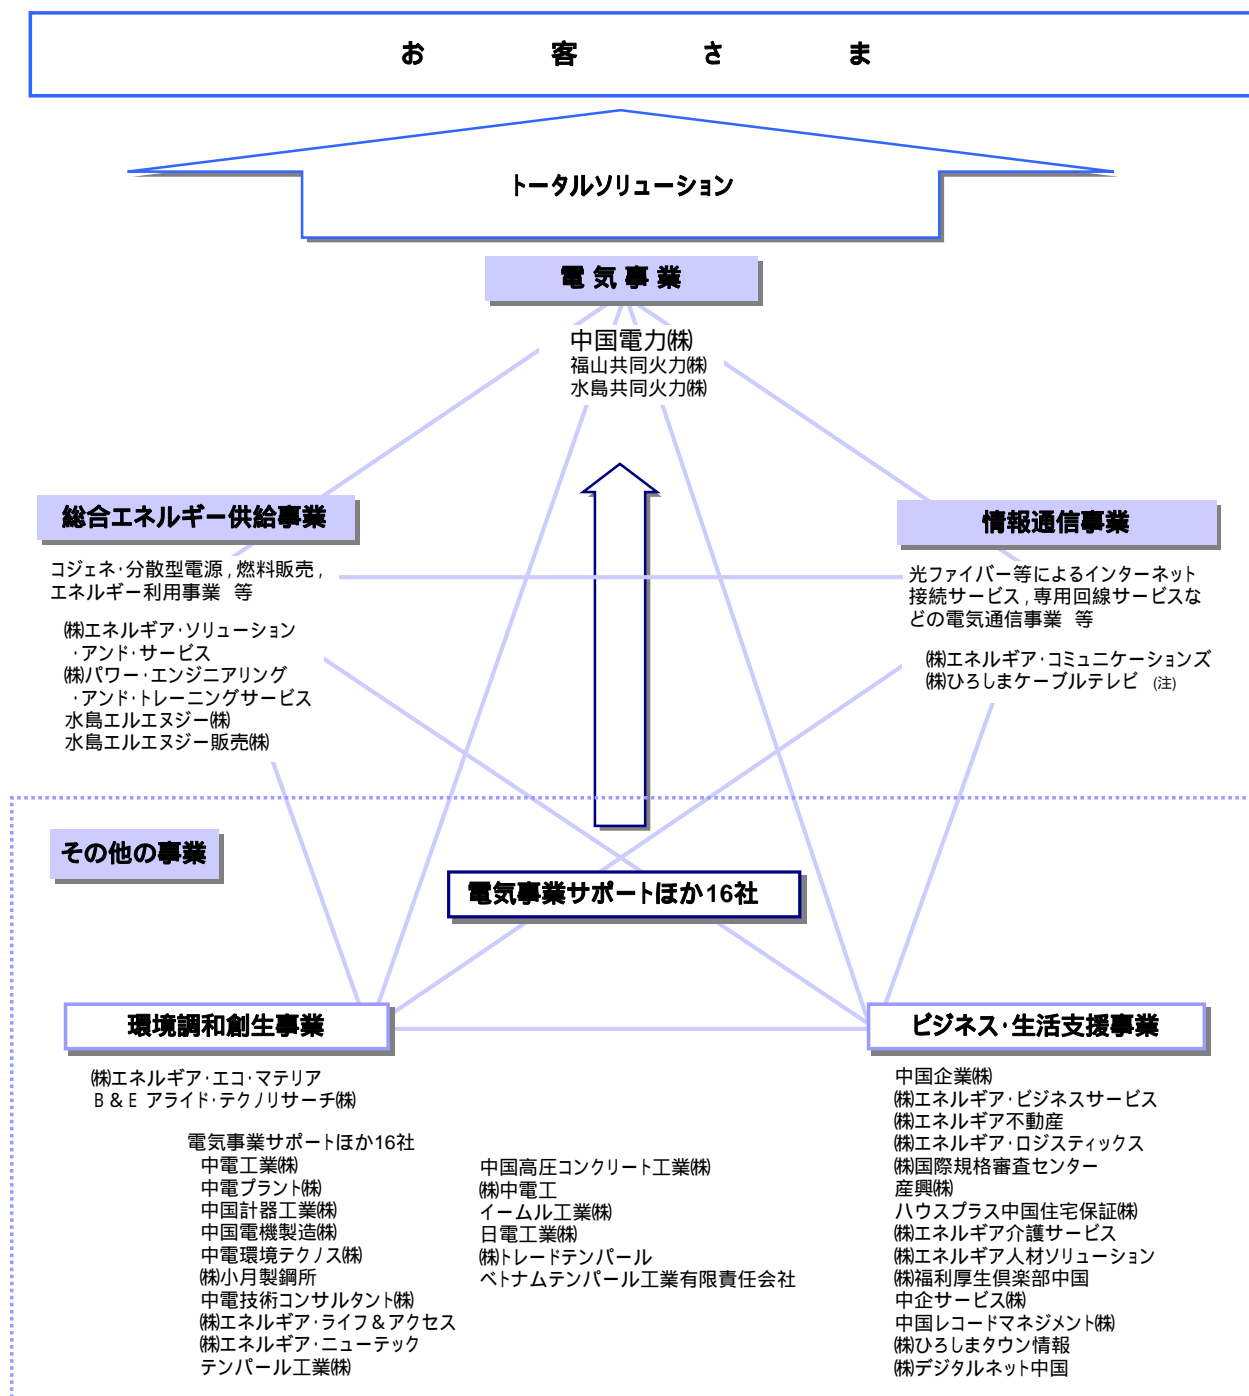 お客さま
トータルソリューション
電気事業
中国電力㈱
福山共同火力㈱
水島共同火力㈱
総合エネルギー供給事業
コジェネ・分散型電源,燃料販売,
エネルギー利用事業 等
㈱エネルギア・ソリューション
・アンド・サービス
㈱パワー・エンジニアリング
・アンド・トレーニングサービス
水島エルエヌジー㈱
水島エルエヌジー販売㈱
情報通信事業
光ファイバー等によるインターネット
接続サービス,専用回線サービスな
どの電気通信事業 等
㈱エネルギア・コミュニケーションズ
㈱ひろしまケーブルテレビ (注)
その他の事業
電気事業サポートほか16社
環境調和創生事業
㈱エネルギア・エコ・マテリア
B&E アライド・テクノリサーチ㈱
電気事業サポートほか16社
中電工業㈱
中電プラント㈱
中国計器工業㈱
中国電機製造㈱
中電環境テクノス㈱
㈱小月製鋼所
中電技術コンサルタント㈱
㈱エネルギア・ライフ&アクセス
㈱エネルギア・ニューテック
テンパール工業㈱
中国高圧コンクリート工業㈱
㈱中電工
イームル工業㈱
日電工業㈱
㈱トレードテンパール
ベトナムテンパール工業有限責任会社
ビジネス・生活支援事業
中国企業㈱
㈱エネルギア・ビジネスサービス
㈱エネルギア不動産
㈱エネルギア・ロジスティックス
㈱国際規格審査センター
産興㈱
ハウスプラス中国住宅保証㈱
㈱エネルギア介護サービス
㈱エネルギア人材ソリューション
㈱福利厚生倶楽部中国
中企サービス㈱
中国レコードマネジメント㈱
㈱ひろしまタウン情報
㈱デジタルネット中国